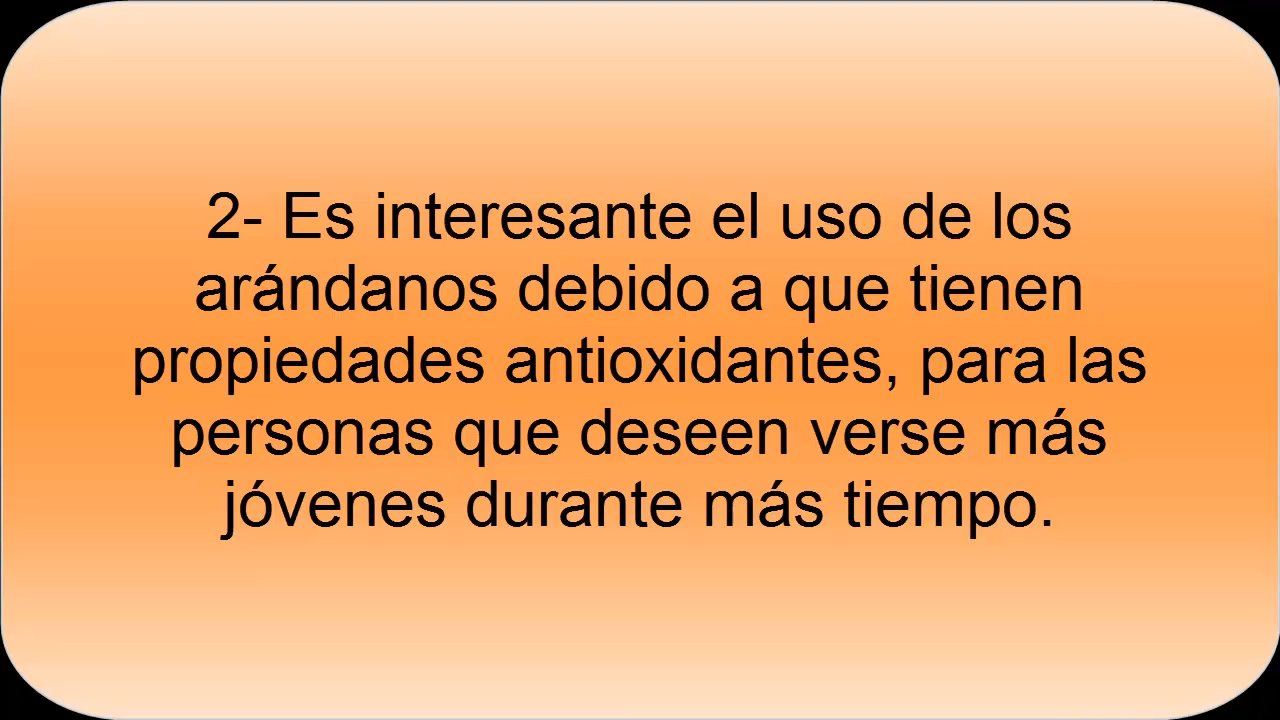 2- Es interesante el uso de los
arándanos debido a que tienen
propiedades antioxidantes, para las
personas que deseen verse más
jóvenes durante más tiempo.